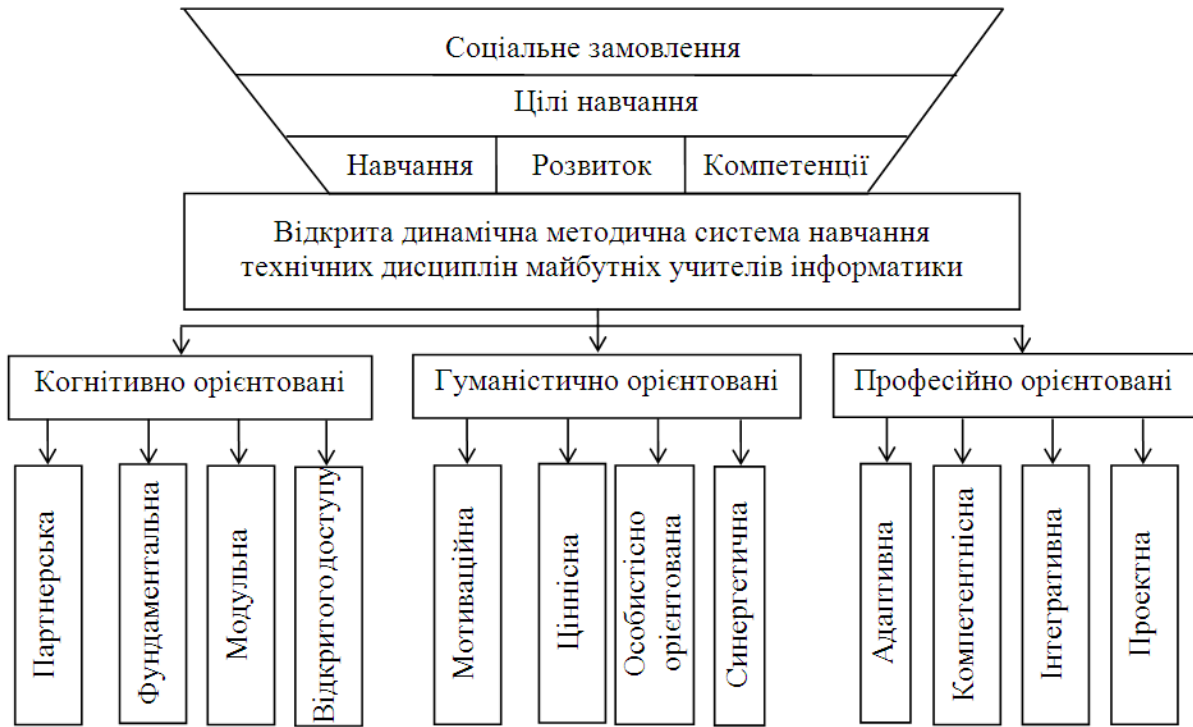 Соціальне замовлення
Цілі навчання
Навчання
Розвиток
Компетенції
Відкрита динамічна методична система навчання
технічних дисциплін майбутніх учителів інформатики
Когнітивно орієнтовані
Гуманістично орієнтовані
Професійно орієнтовані
Партнерська
Фундаментальна
Модульна
Відкритого доступу
Мотиваційна
Ціннісна
Особистісно
орієнтована
Синергетична
Адаптивна
Компетентнісна
Інтегративна
Проектна